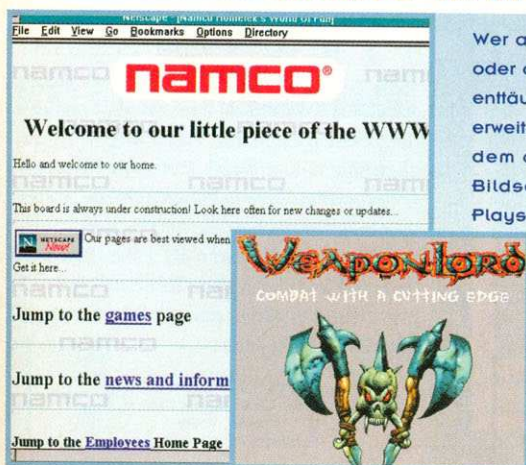 Netscape - [Namco Hometek's World Of Fun]
File Edit View Go Bookmarks Options Directory
namco®
Welcome to our little piece of the WWW
Hello and welcome to our home.
This board is always under construction! Look here often for new changes or updates...
NETSCAPE Now! Our pages are best viewed when
Get it here...
Jump to the games page
Jump to the news and inform
Jump to the Employees Home Page
WEAPONLORD
COMBAT WITH A CUTTING EDGE
Wer a
oder
enttäu
erweit
dem
Bildsc
Plays